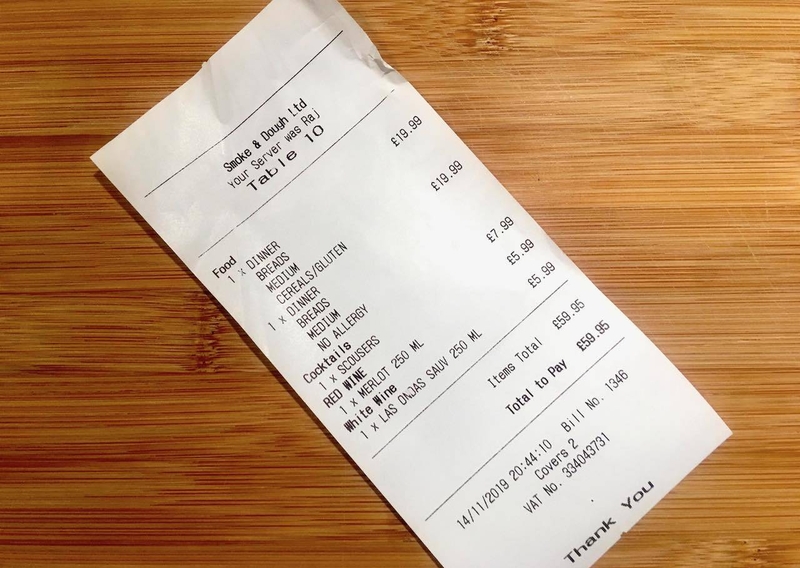 Smoke & Dough Ltd
Your Server was Raj
Table 10
Food
1 x DINNER £19.99
BREADS
MEDIUM
CEREALS/GLUTEN
1 x DINNER £19.99
BREADS
MEDIUM
NO ALLERGY
Cocktails
1 x SCOUSERS £7.99
RED WINE
1 x MERLOT 250 ML £5.99
White Wine
1 x LAS ONDAS SAUV 250 ML £5.99
Items Total £59.95
Total to Pay £59.95
14/11/2019 20:44:10 Bill No. 1346
Covers 2
VAT No. 334043731
Thank You